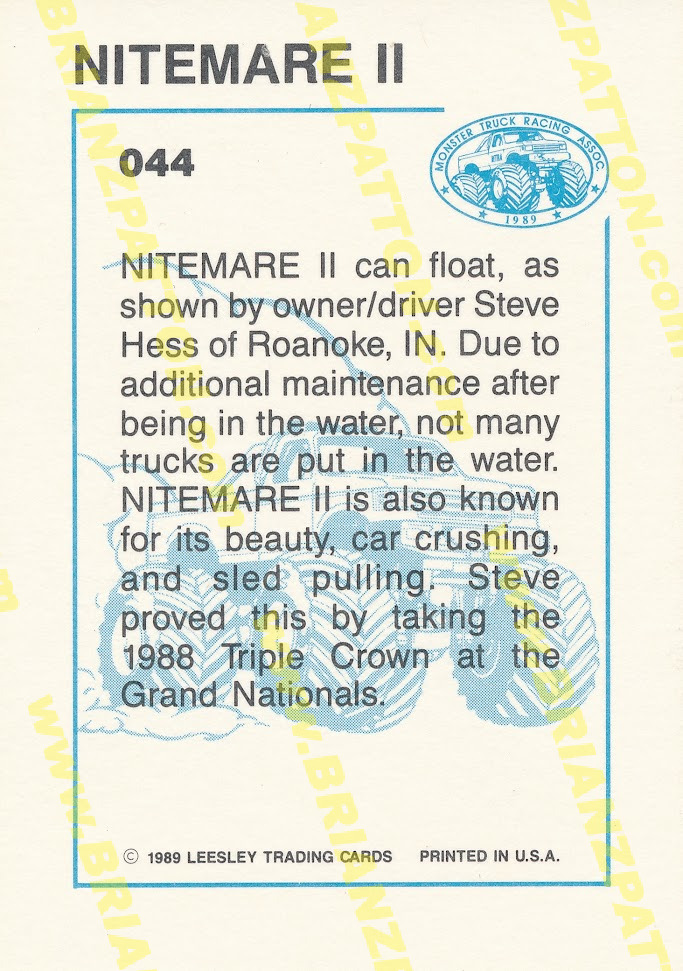 NITEMARE II
MONSTER TRUCK RACING ASSOC.
1989
044
NITEMARE II can float, as
shown by owner/driver Steve
Hess of Roanoke, IN. Due to
additional maintenance after
being in the water, not many
trucks are put in the water.
NITEMARE II is also known
for its beauty, car crushing,
and sled pulling. Steve
proved this by taking the
1988 Triple Crown at the
Grand Nationals.
© 1989 LEESLEY TRADING CARDS PRINTED IN U.S.A.
www.BRIANZPATTON.com